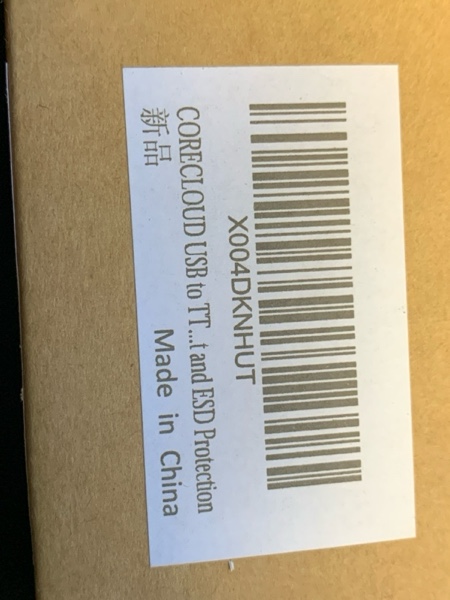 X004DKNHUT
CORECLOUD USB to TT...t and ESD Protection
新品
Made in China